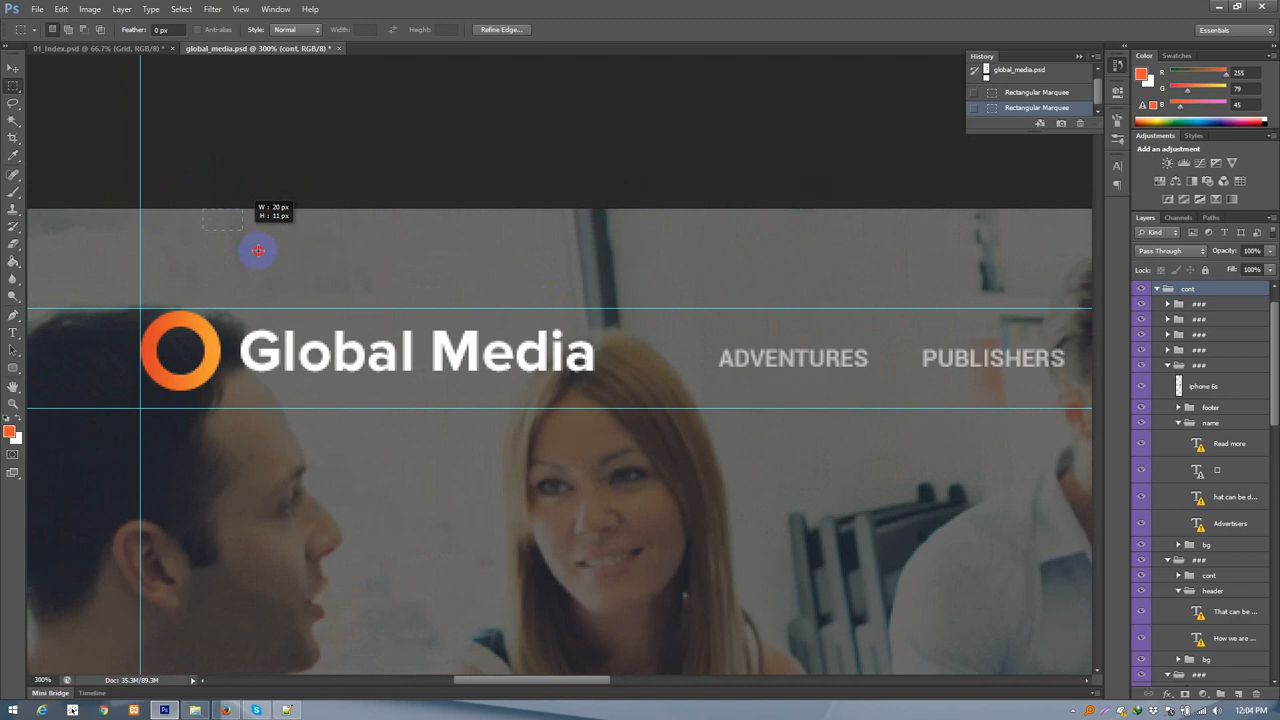 Ps File Edit Image Layer Type Select Filter 3D View Window Help
Feather: 0 px Anti-alias Style: Normal Width: Height: Refine Edge... Essentials
01_Index.psd @ 66.7% (Grid, RGB/8) * × global_media.psd @ 300% (cont, RGB/8) * ×
History
global_media.psd
Rectangular Marquee
Rectangular Marquee
Color Swatches
R 255
G 79
B 45
Adjustments Styles
Add an adjustment
W : 20 px
H : 11 px
Global Media
ADVENTURES
PUBLISHERS
Layers Channels Paths
Kind
Pass Through Opacity: 100%
Lock: Fill: 100%
cont
###
###
###
###
###
iphone 6s
footer
name
Read more
hat can be d...
Advertisers
bg
###
cont
header
That can be ...
How we are ...
bg
###
300% Doc: 35.3M/89.3M
Mini Bridge Timeline
12:04 PM